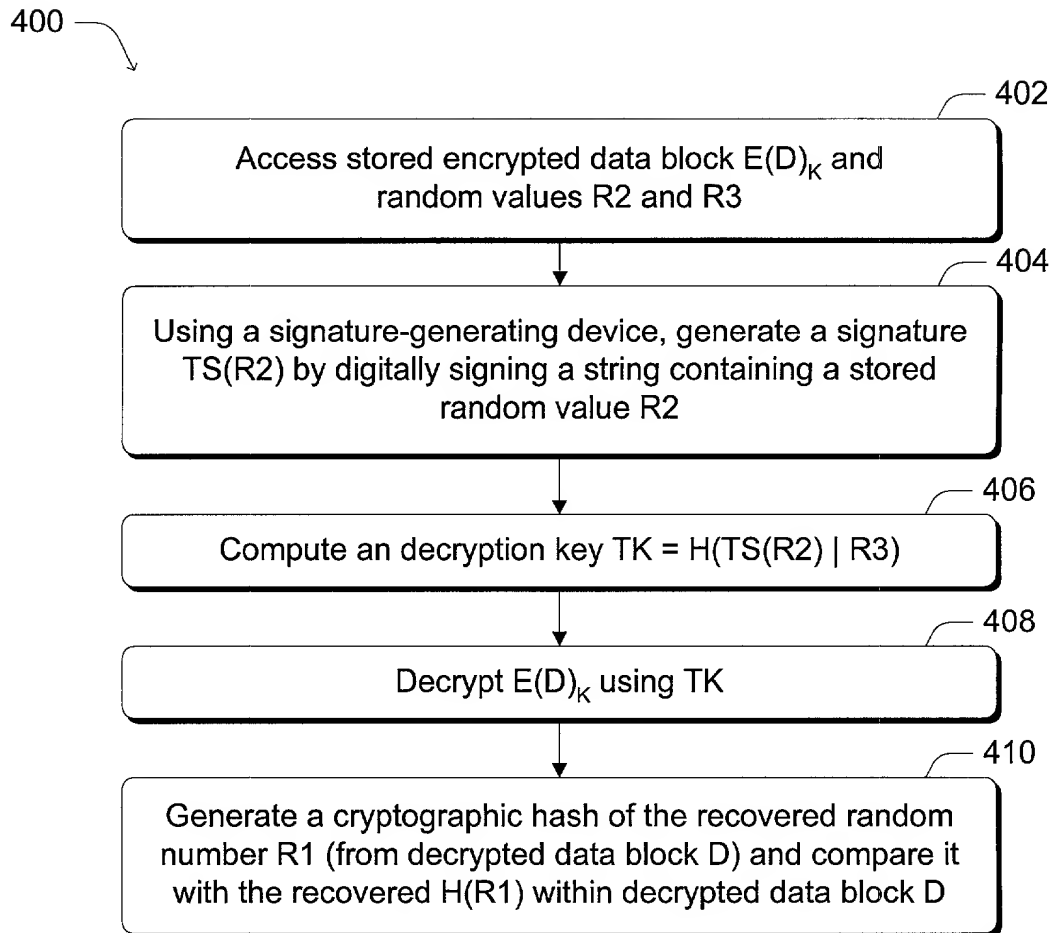 400
402
Access stored encrypted data block E(D)K and
random values R2 and R3
404
Using a signature-generating device, generate a signature
TS(R2) by digitally signing a string containing a stored
random value R2
406
Compute an decryption key TK = H(TS(R2) | R3)
408
Decrypt E(D)K using TK
410
Generate a cryptographic hash of the recovered random
number R1 (from decrypted data block D) and compare it
with the recovered H(R1) within decrypted data block D